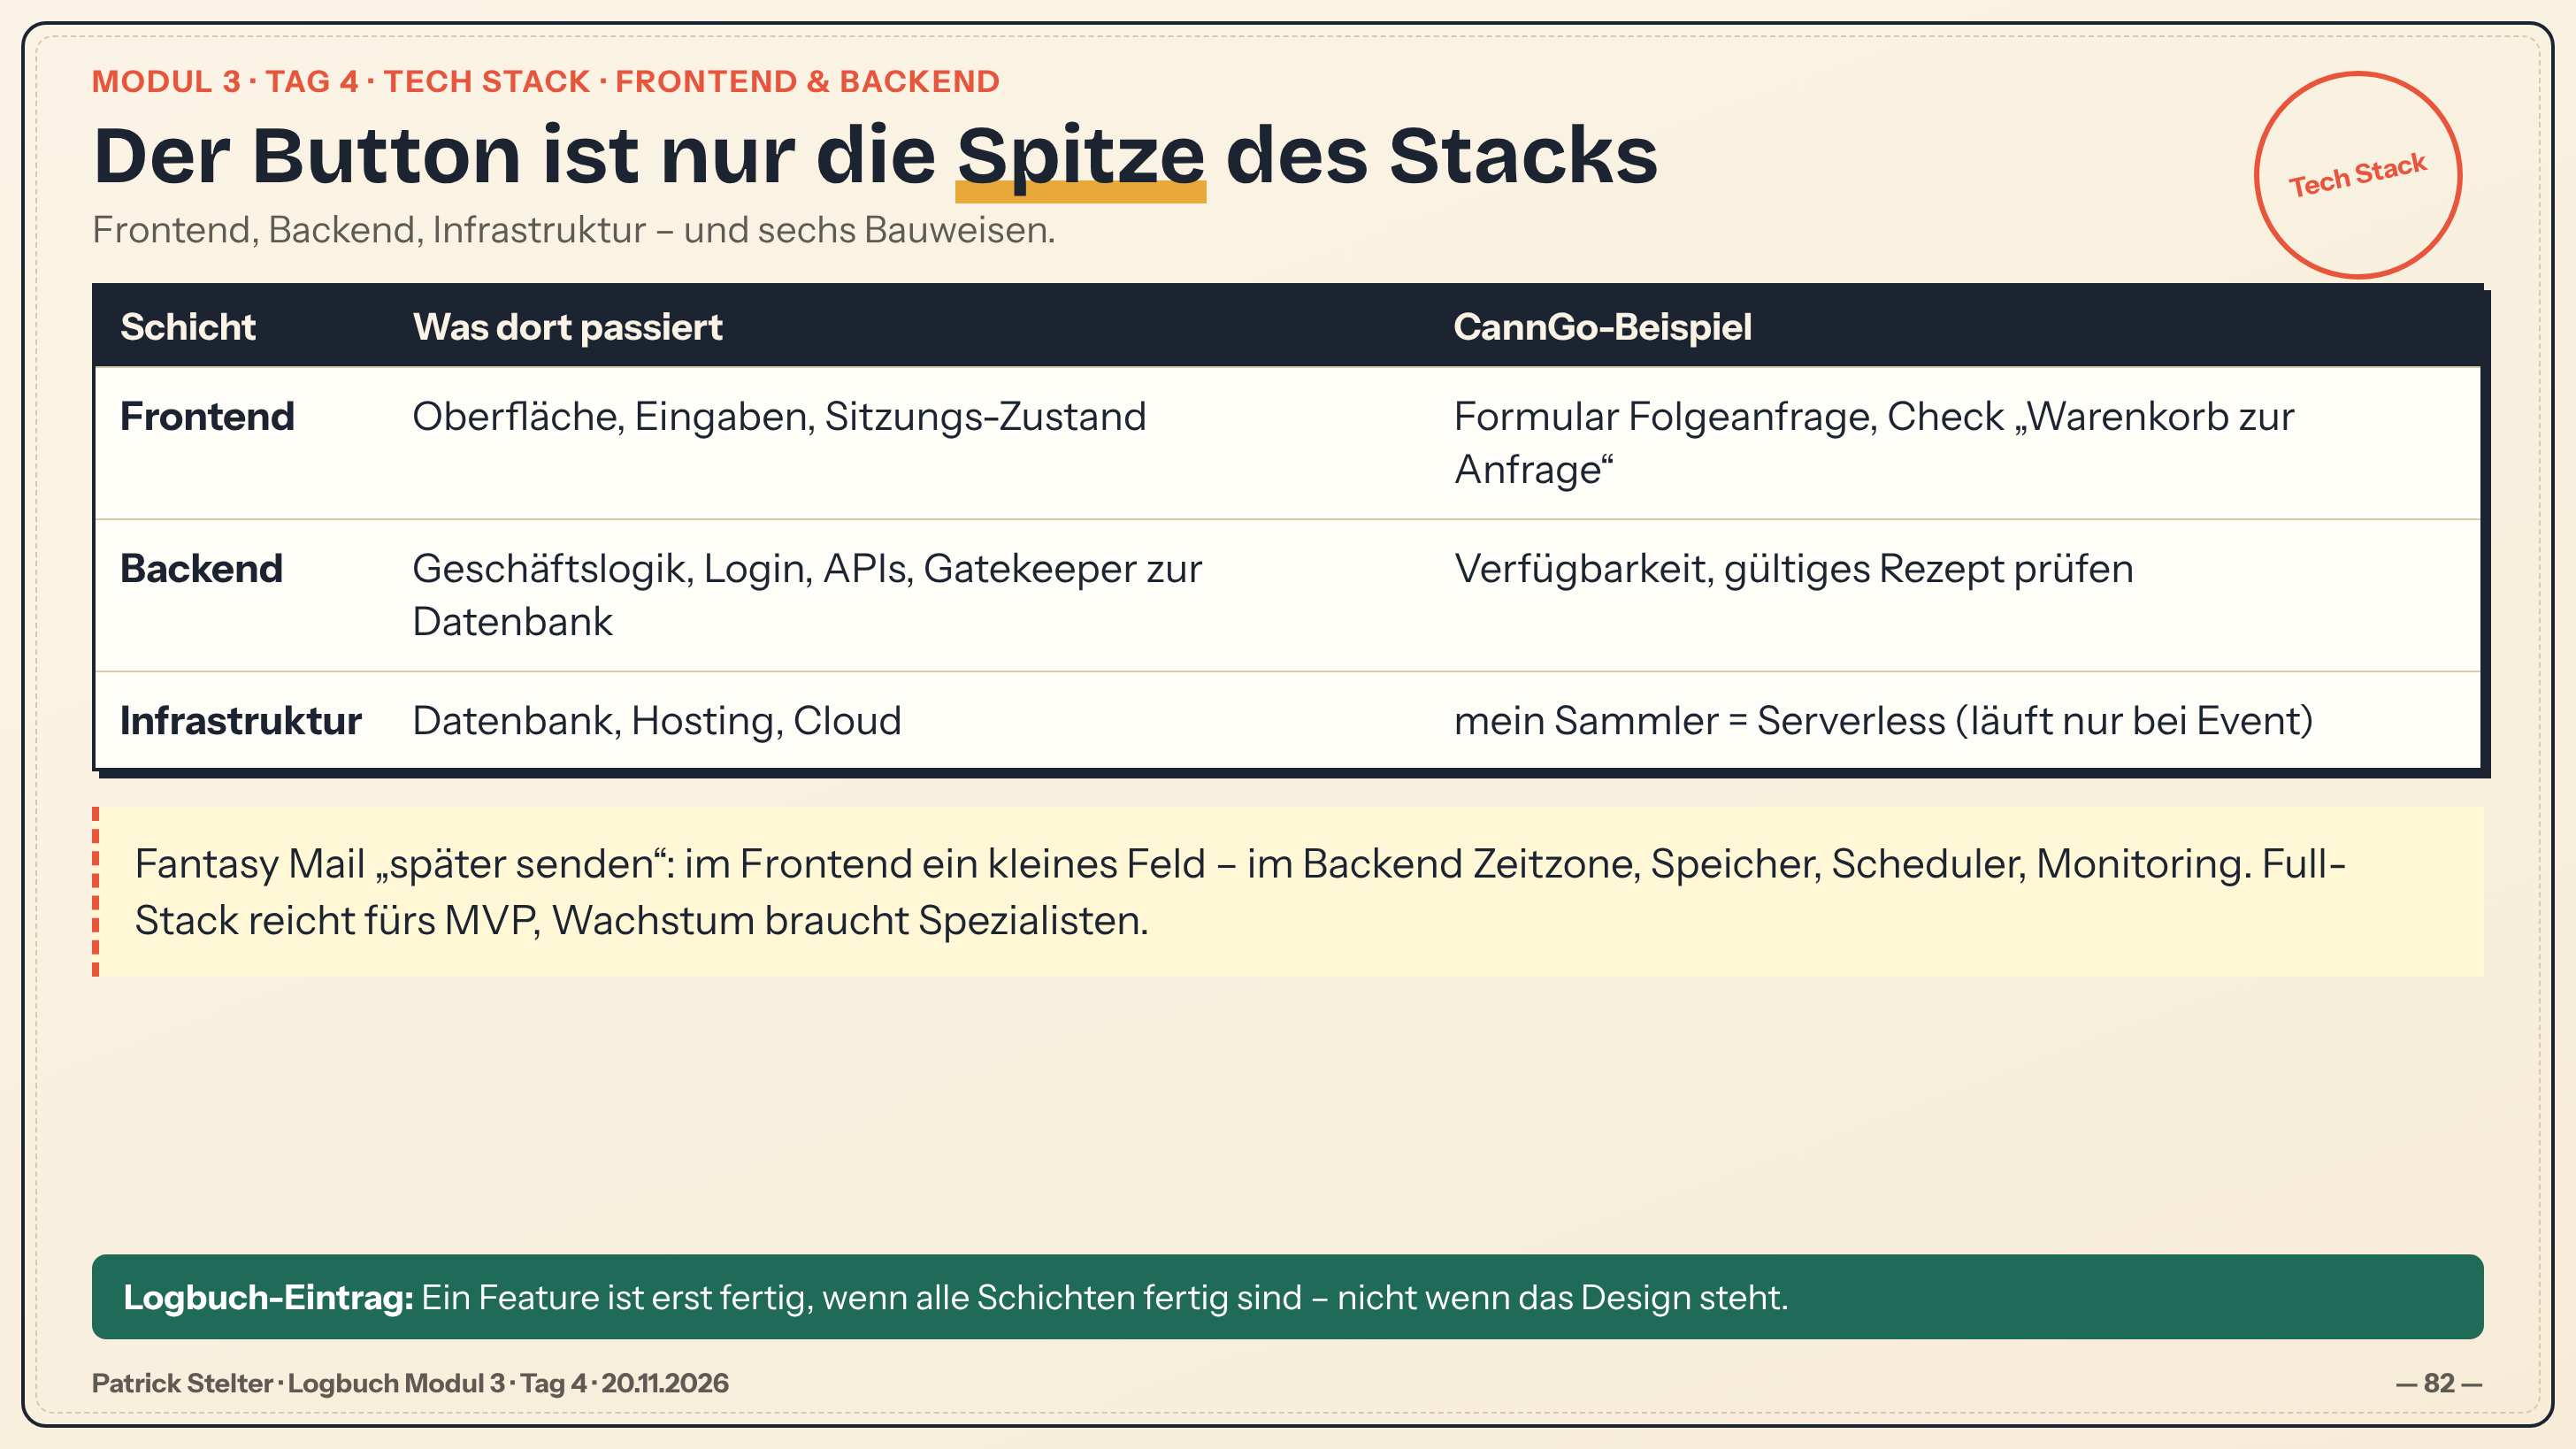 MODUL 3 · TAG 4 · TECH STACK · FRONTEND & BACKEND
Der Button ist nur die Spitze des Stacks
Frontend, Backend, Infrastruktur – und sechs Bauweisen.
Tech Stack
Schicht Was dort passiert CannGo-Beispiel
Frontend Oberfläche, Eingaben, Sitzungs-Zustand Formular Folgeanfrage, Check „Warenkorb zur
Anfrage“
Backend Geschäftslogik, Login, APIs, Gatekeeper zur Verfügbarkeit, gültiges Rezept prüfen
Datenbank
Infrastruktur Datenbank, Hosting, Cloud mein Sammler = Serverless (läuft nur bei Event)
Fantasy Mail „später senden“: im Frontend ein kleines Feld – im Backend Zeitzone, Speicher, Scheduler, Monitoring. Full-
Stack reicht fürs MVP, Wachstum braucht Spezialisten.
Logbuch-Eintrag: Ein Feature ist erst fertig, wenn alle Schichten fertig sind – nicht wenn das Design steht.
Patrick Stelter · Logbuch Modul 3 · Tag 4 · 20.11.2026
— 82 —